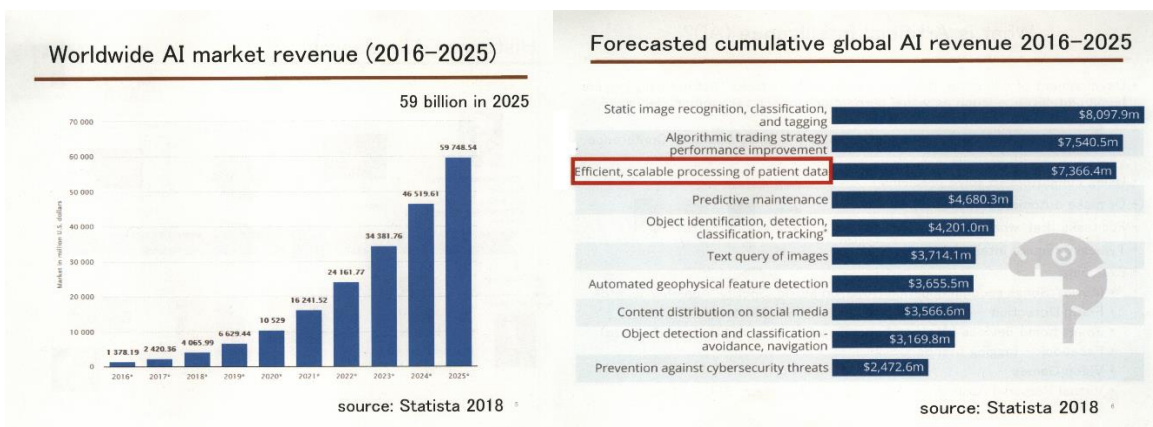 Worldwide AI market revenue (2016-2025)
59 billion in 2025
Market in million U.S. dollars
70 000
60 000
50 000
40 000
30 000
20 000
10 000
0
1 378.19
2 420.36
4 065.99
6 629.44
10 529
16 241.52
24 161.77
34 381.76
46 519.61
59 748.54
2016* 2017* 2018* 2019* 2020* 2021* 2022* 2023* 2024* 2025*
source: Statista 2018
5
Forecasted cumulative global AI revenue 2016-2025
Static image recognition, classification,
and tagging
$8,097.9m
Algorithmic trading strategy
performance improvement
$7,540.5m
Efficient, scalable processing of patient data
$7,366.4m
Predictive maintenance
$4,680.3m
Object identification, detection,
classification, tracking*
$4,201.0m
Text query of images
$3,714.1m
Automated geophysical feature detection
$3,655.5m
Content distribution on social media
$3,566.6m
Object detection and classification -
avoidance, navigation
$3,169.8m
Prevention against cybersecurity threats
$2,472.6m
source: Statista 2018
6